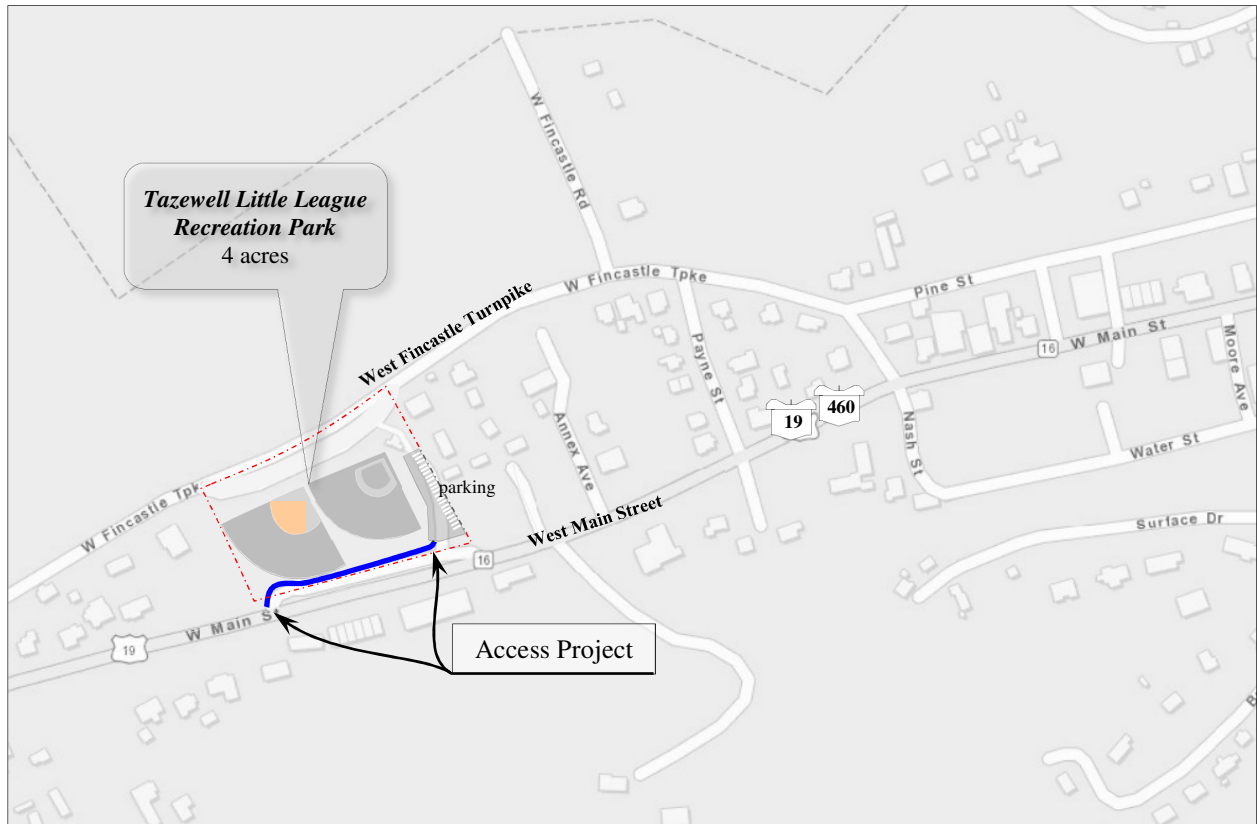 W Fincastle Rd
Tazewell Little League
Recreation Park
4 acres
W Fincastle Tpke
Pine St
West Fincastle Turnpike
W Main St
16
Moore Ave
Payne St
19
460
Annex Ave
Nash St
Water St
parking
W Fincastle Tpk
West Main Street
Surface Dr
16
W Main S
19
Access Project
B